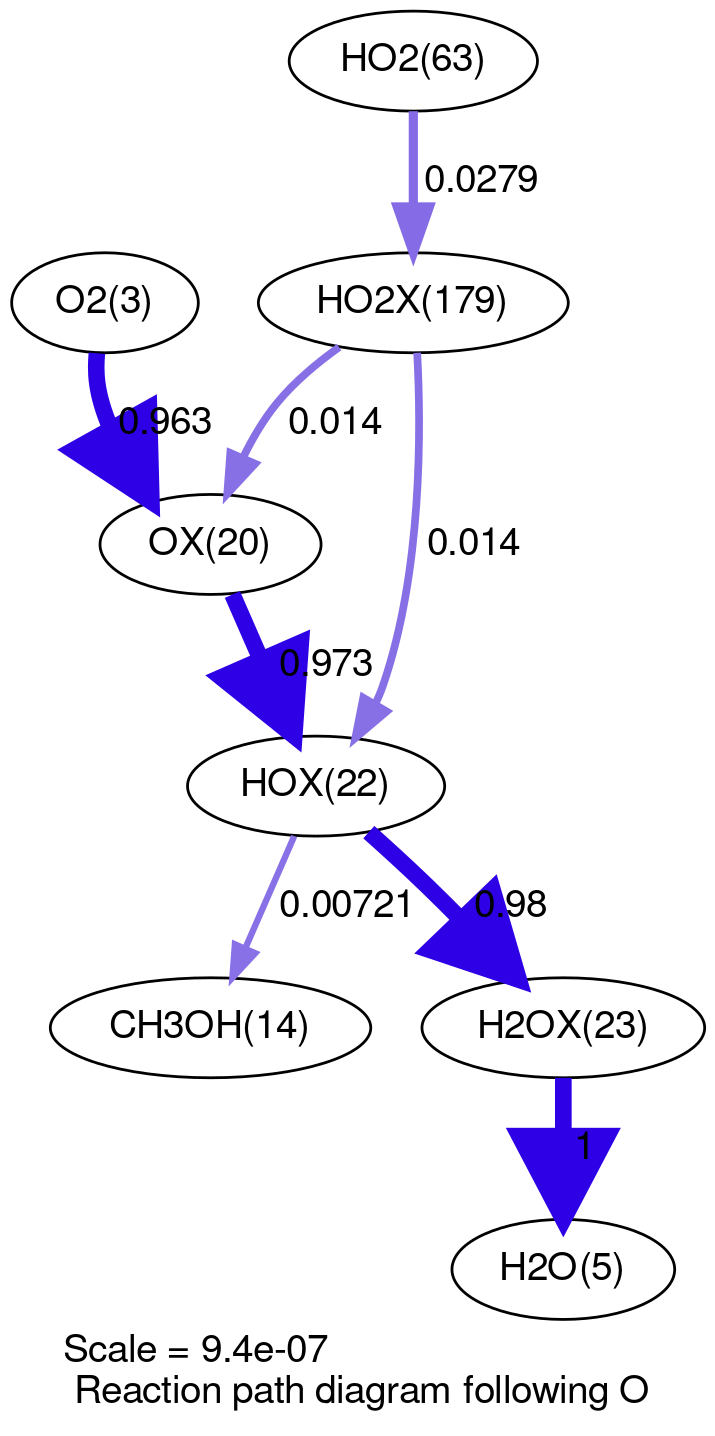 HO2(63)
0.0279
O2(3)
HO2X(179)
0.963
0.014
OX(20)
0.014
0.973
HOX(22)
0.00721
0.98
CH3OH(14)
H2OX(23)
1
H2O(5)
Scale = 9.4e-07
Reaction path diagram following O